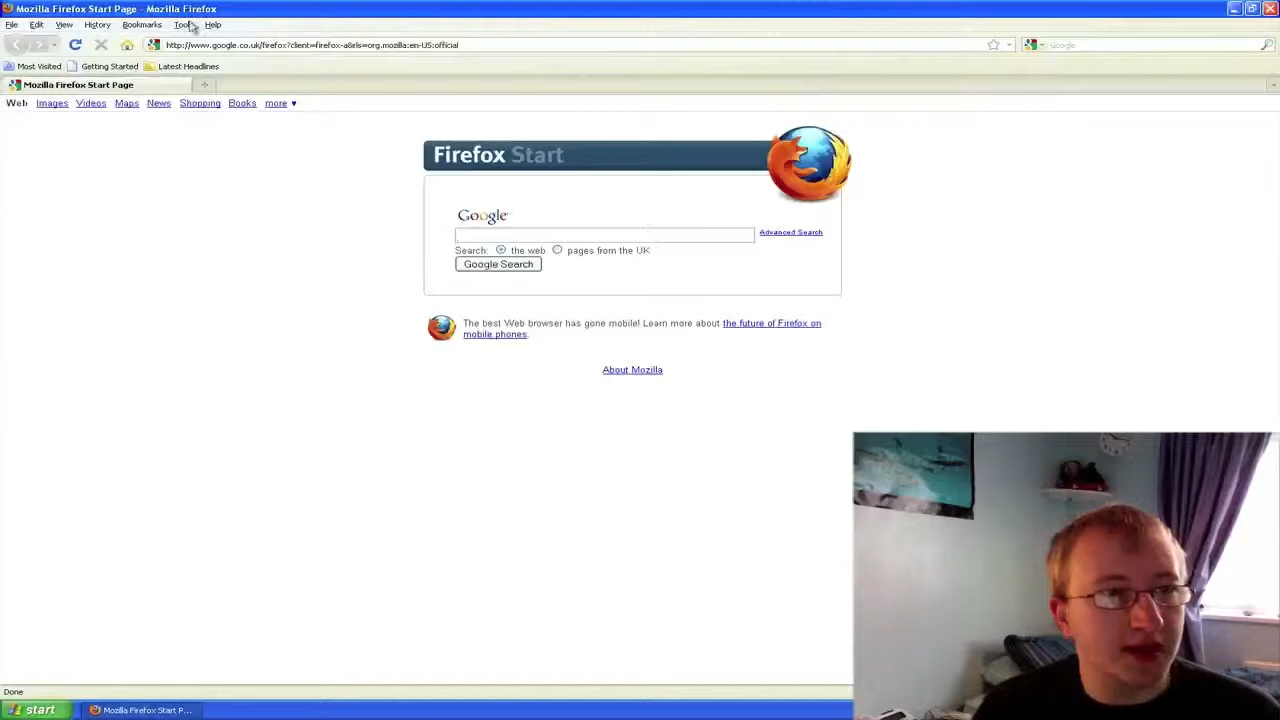 Mozilla Firefox Start Page - Mozilla Firefox
File Edit View History Bookmarks Tools Help
http://www.google.co.uk/firefox?client=firefox-a&rls=org.mozilla:en-US:official
Google
Most Visited Getting Started Latest Headlines
Mozilla Firefox Start Page
Web Images Videos Maps News Shopping Books more ▼
Firefox Start
Google
Advanced Search
Search: the web pages from the UK
Google Search
The best Web browser has gone mobile! Learn more about the future of Firefox on
mobile phones.
About Mozilla
Done
start Mozilla Firefox Start P...